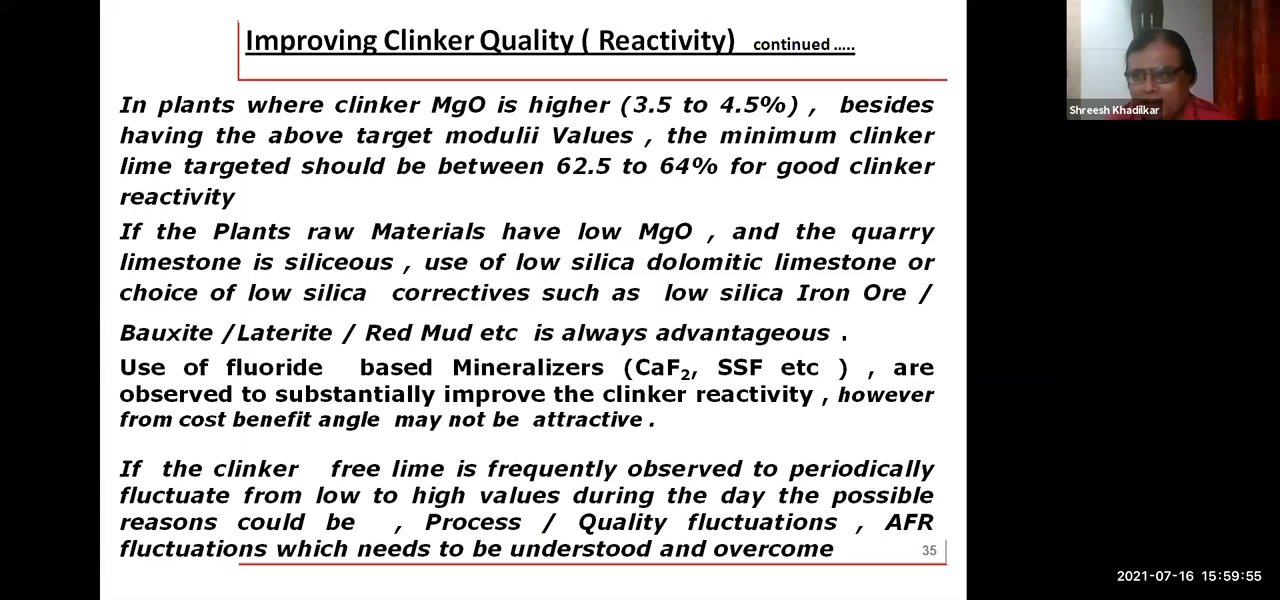 Improving Clinker Quality ( Reactivity) continued .....
In plants where clinker MgO is higher (3.5 to 4.5%) , besides
having the above target modulii Values , the minimum clinker
lime targeted should be between 62.5 to 64% for good clinker
reactivity
If the Plants raw Materials have low MgO , and the quarry
limestone is siliceous , use of low silica dolomitic limestone or
choice of low silica correctives such as low silica Iron Ore /
Bauxite /Laterite / Red Mud etc is always advantageous .
Use of fluoride based Mineralizers (CaF₂, SSF etc ) , are
observed to substantially improve the clinker reactivity , however
from cost benefit angle may not be attractive .
If the clinker free lime is frequently observed to periodically
fluctuate from low to high values during the day the possible
reasons could be , Process / Quality fluctuations , AFR
fluctuations which needs to be understood and overcome
35
Shreesh Khadilkar
2021-07-16 15:59:55